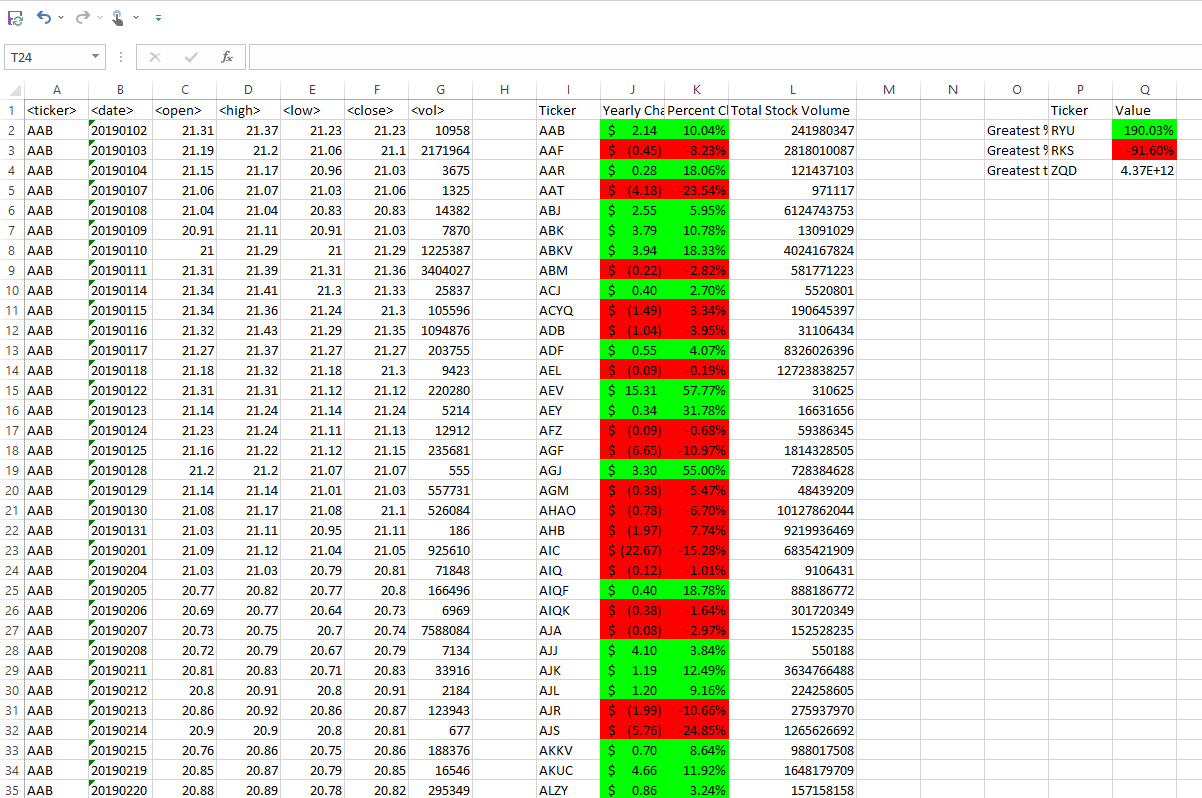 T24 fx
A B C D E F G H I J K L M N O P Q
1 <ticker> <date> <open> <high> <low> <close> <vol> Ticker Yearly Cha Percent Cl Total Stock Volume Ticker Value
2 AAB 20190102 21.31 21.37 21.23 21.23 10958 AAB $ 2.14 10.04% 241980347 Greatest % RYU 190.03%
3 AAB 20190103 21.19 21.2 21.06 21.1 2171964 AAF $ (0.45) -8.23% 2818010087 Greatest % RKS -91.60%
4 AAB 20190104 21.15 21.17 20.96 21.03 3675 AAR $ 0.28 18.06% 121437103 Greatest t ZQD 4.37E+12
5 AAB 20190107 21.06 21.07 21.03 21.06 1325 AAT $ (4.18) -23.54% 971117
6 AAB 20190108 21.04 21.04 20.83 20.83 14382 ABJ $ 2.55 5.95% 6124743753
7 AAB 20190109 20.91 21.11 20.91 21.03 7870 ABK $ 3.79 10.78% 13091029
8 AAB 20190110 21 21.29 21 21.29 1225387 ABKV $ 3.94 18.33% 4024167824
9 AAB 20190111 21.31 21.39 21.31 21.36 3404027 ABM $ (0.22) -2.82% 581771223
10 AAB 20190114 21.34 21.41 21.3 21.33 25837 ACJ $ 0.40 2.70% 5520801
11 AAB 20190115 21.34 21.36 21.24 21.3 105596 ACYQ $ (1.49) -3.34% 190645397
12 AAB 20190116 21.32 21.43 21.29 21.35 1094876 ADB $ (1.04) -3.95% 31106434
13 AAB 20190117 21.27 21.37 21.27 21.27 203755 ADF $ 0.55 4.07% 8326026396
14 AAB 20190118 21.18 21.32 21.18 21.3 9423 AEL $ (0.09) -0.19% 12723838257
15 AAB 20190122 21.31 21.31 21.12 21.12 220280 AEV $ 15.31 57.77% 310625
16 AAB 20190123 21.14 21.24 21.14 21.24 5214 AEY $ 0.34 31.78% 16631656
17 AAB 20190124 21.23 21.24 21.11 21.13 12912 AFZ $ (0.09) -0.68% 59386345
18 AAB 20190125 21.16 21.22 21.12 21.15 235681 AGF $ (6.65) -10.97% 1814328505
19 AAB 20190128 21.2 21.2 21.07 21.07 555 AGJ $ 3.30 55.00% 728384628
20 AAB 20190129 21.14 21.14 21.01 21.03 557731 AGM $ (0.38) -5.47% 48439209
21 AAB 20190130 21.08 21.17 21.08 21.1 526084 AHAO $ (0.78) -6.70% 10127862044
22 AAB 20190131 21.03 21.11 20.95 21.11 186 AHB $ (1.97) -7.74% 9219936469
23 AAB 20190201 21.09 21.12 21.04 21.05 925610 AIC $ (22.67) -15.28% 6835421909
24 AAB 20190204 21.03 21.03 20.79 20.81 71848 AIQ $ (0.12) -1.01% 9106431
25 AAB 20190205 20.77 20.82 20.77 20.8 166496 AIQF $ 0.40 18.78% 888186772
26 AAB 20190206 20.69 20.77 20.64 20.73 6969 AIQK $ (0.38) -1.64% 301720349
27 AAB 20190207 20.73 20.75 20.7 20.74 7588084 AJA $ (0.08) -2.97% 152528235
28 AAB 20190208 20.72 20.79 20.67 20.79 7134 AJJ $ 4.10 3.84% 550188
29 AAB 20190211 20.81 20.83 20.71 20.83 33916 AJK $ 1.19 12.49% 3634766488
30 AAB 20190212 20.8 20.91 20.8 20.91 2184 AJL $ 1.20 9.16% 224258605
31 AAB 20190213 20.86 20.92 20.86 20.87 123943 AJR $ (1.99) -10.66% 275937970
32 AAB 20190214 20.9 20.9 20.8 20.81 677 AJS $ (5.76) -24.85% 1265626692
33 AAB 20190215 20.76 20.86 20.75 20.86 188376 AKKV $ 0.70 8.64% 988017508
34 AAB 20190219 20.85 20.87 20.79 20.85 16546 AKUC $ 4.66 11.92% 1648179709
35 AAB 20190220 20.88 20.89 20.78 20.82 295349 ALZY $ 0.86 3.24% 157158158